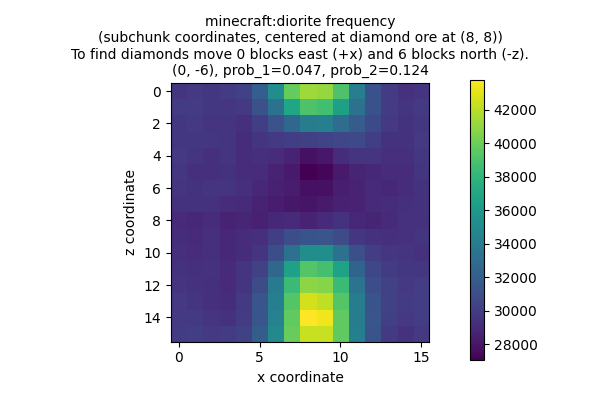 minecraft:diorite frequency
(subchunk coordinates, centered at diamond ore at (8, 8))
To find diamonds move 0 blocks east (+x) and 6 blocks north (-z).
(0, -6), prob_1=0.047, prob_2=0.124
0
2
4
6
8
10
12
14
z coordinate
0 5 10 15
x coordinate
42000
40000
38000
36000
34000
32000
30000
28000